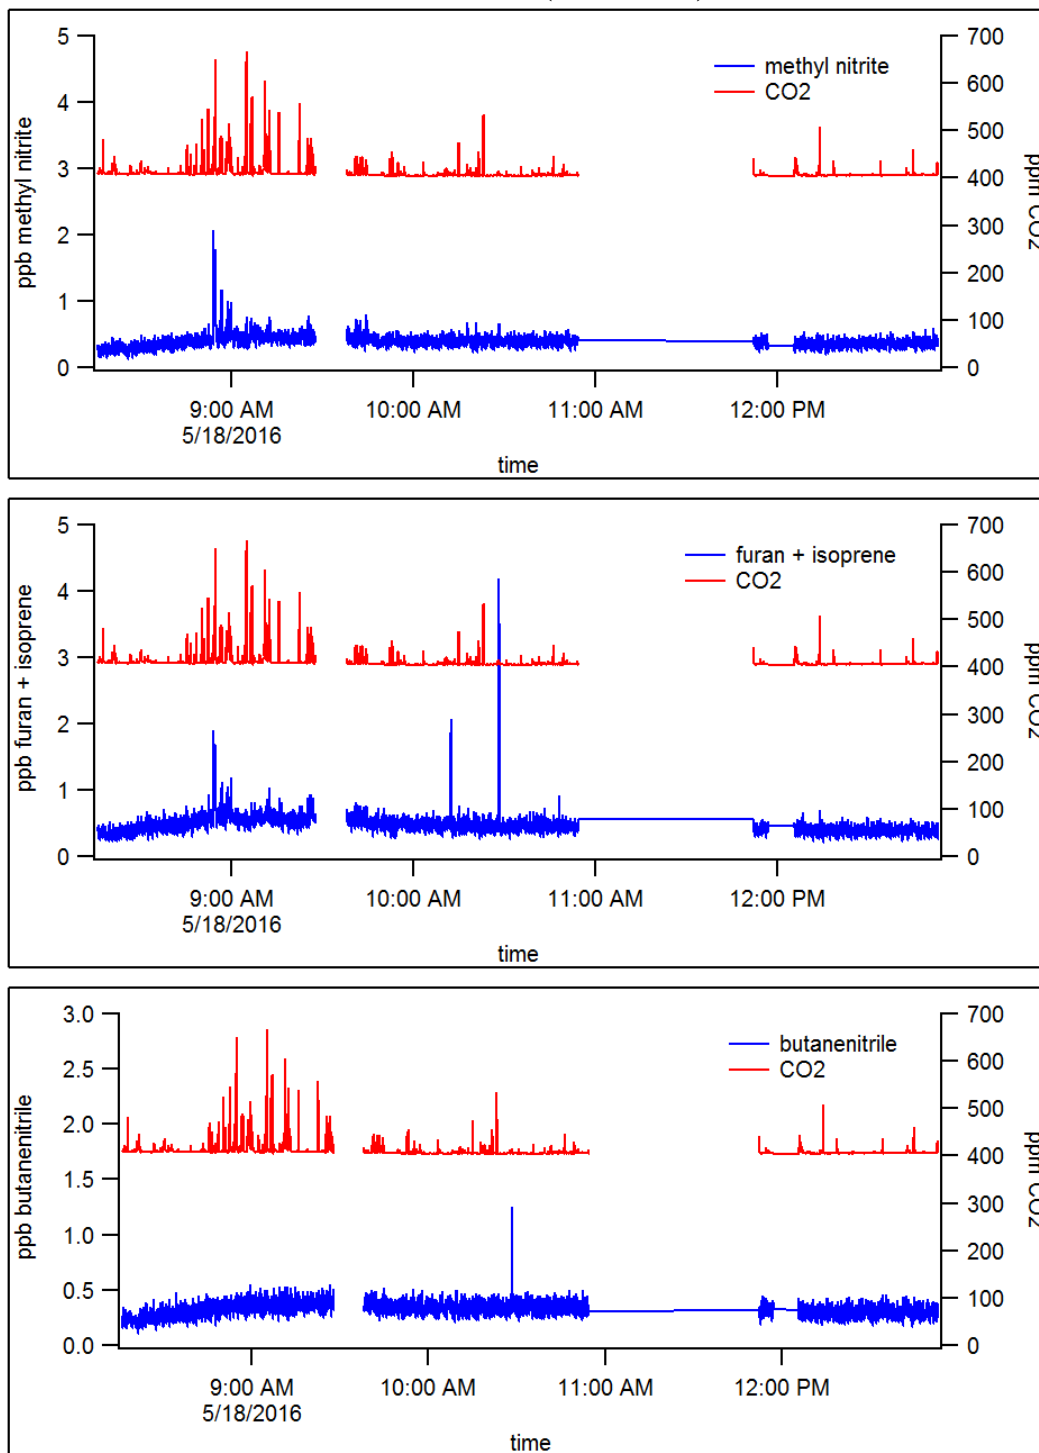 5
4
3
2
1
0
ppb methyl nitrite
methyl nitrite
CO2
700
600
500
400
300
200
100
0
ppm CO2
9:00 AM
5/18/2016
10:00 AM
11:00 AM
12:00 PM
time
5
4
3
2
1
0
ppb furan + isoprene
furan + isoprene
CO2
700
600
500
400
300
200
100
0
ppm CO2
9:00 AM
5/18/2016
10:00 AM
11:00 AM
12:00 PM
time
3.0
2.5
2.0
1.5
1.0
0.5
0.0
ppb butanenitrile
butanenitrile
CO2
700
600
500
400
300
200
100
0
ppm CO2
9:00 AM
5/18/2016
10:00 AM
11:00 AM
12:00 PM
time